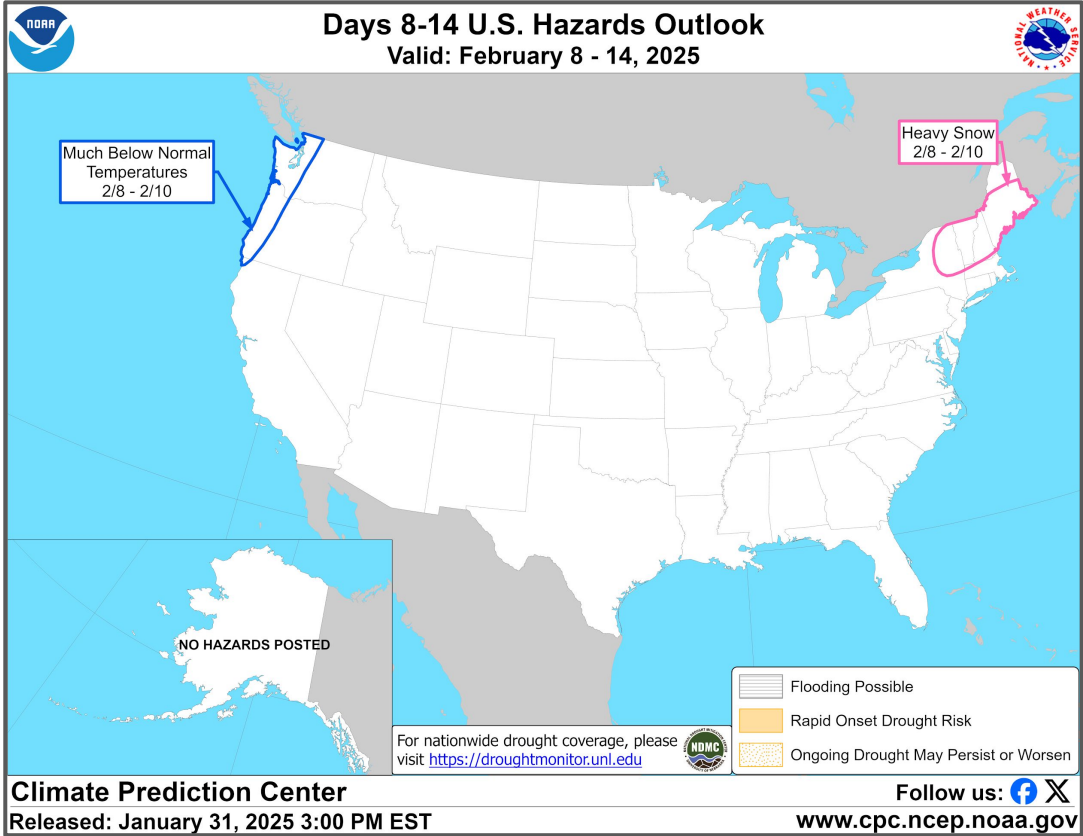 NOAA
Days 8-14 U.S. Hazards Outlook
Valid: February 8 - 14, 2025
NATIONAL WEATHER SERVICE
Much Below Normal
Temperatures
2/8 - 2/10
Heavy Snow
2/8 - 2/10
NO HAZARDS POSTED
For nationwide drought coverage, please
visit https://droughtmonitor.unl.edu
NDMC
Flooding Possible
Rapid Onset Drought Risk
Ongoing Drought May Persist or Worsen
Climate Prediction Center
Released: January 31, 2025 3:00 PM EST
Follow us:
www.cpc.ncep.noaa.gov